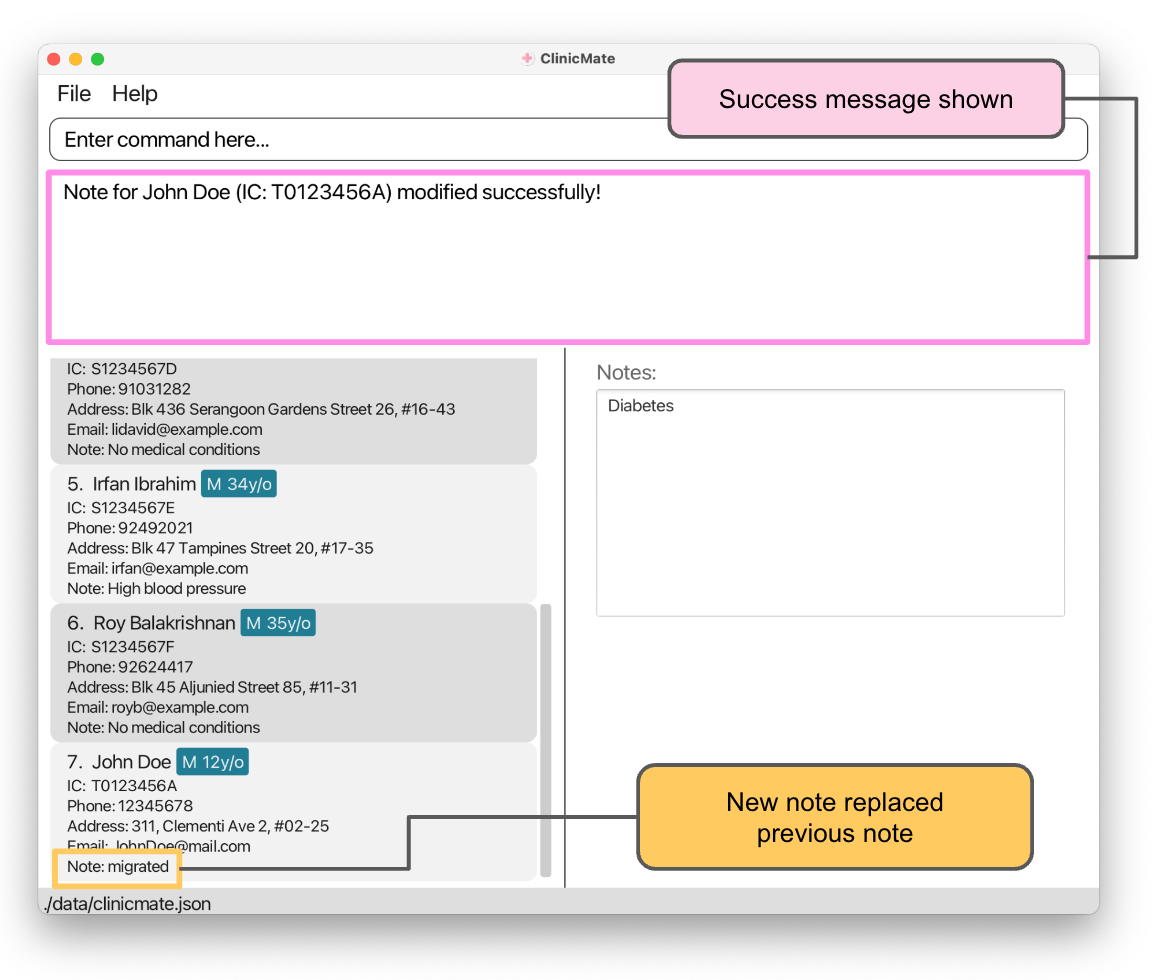 ClinicMate
File Help
Success message shown
Enter command here...
Note for John Doe (IC: T0123456A) modified successfully!
IC: S1234567D
Phone: 91031282
Address: Blk 436 Serangoon Gardens Street 26, #16-43
Email: lidavid@example.com
Note: No medical conditions
5. Irfan Ibrahim M 34y/o
IC: S1234567E
Phone: 92492021
Address: Blk 47 Tampines Street 20, #17-35
Email: irfan@example.com
Note: High blood pressure
6. Roy Balakrishnan M 35y/o
IC: S1234567F
Phone: 92624417
Address: Blk 45 Aljunied Street 85, #11-31
Email: royb@example.com
Note: No medical conditions
7. John Doe M 12y/o
IC: T0123456A
Phone: 12345678
Address: 311, Clementi Ave 2, #02-25
Email: JohnDoe@mail.com
Note: migrated
Notes:
Diabetes
New note replaced
previous note
./data/clinicmate.json